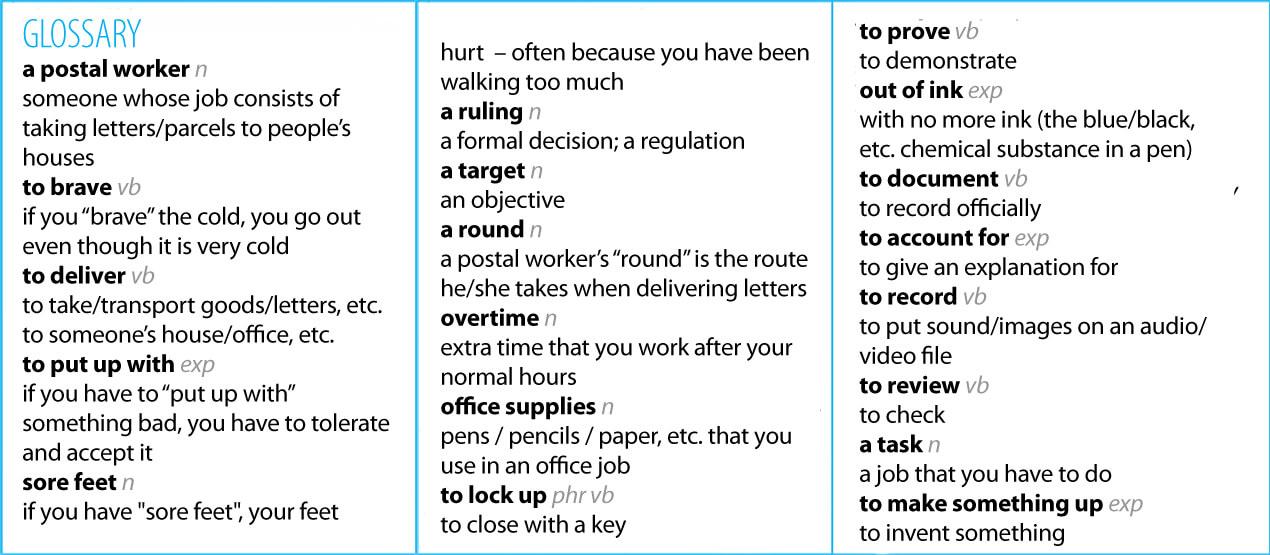 GLOSSARY
a postal worker n
someone whose job consists of
taking letters/parcels to people’s
houses
to brave vb
if you “brave” the cold, you go out
even though it is very cold
to deliver vb
to take/transport goods/letters, etc.
to someone’s house/office, etc.
to put up with exp
if you have to “put up with”
something bad, you have to tolerate
and accept it
sore feet n
if you have "sore feet", your feet
hurt – often because you have been
walking too much
a ruling n
a formal decision; a regulation
a target n
an objective
a round n
a postal worker’s “round” is the route
he/she takes when delivering letters
overtime n
extra time that you work after your
normal hours
office supplies n
pens / pencils / paper, etc. that you
use in an office job
to lock up phr vb
to close with a key
to prove vb
to demonstrate
out of ink exp
with no more ink (the blue/black,
etc. chemical substance in a pen)
to document vb
to record officially
to account for exp
to give an explanation for
to record vb
to put sound/images on an audio/
video file
to review vb
to check
a task n
a job that you have to do
to make something up exp
to invent something